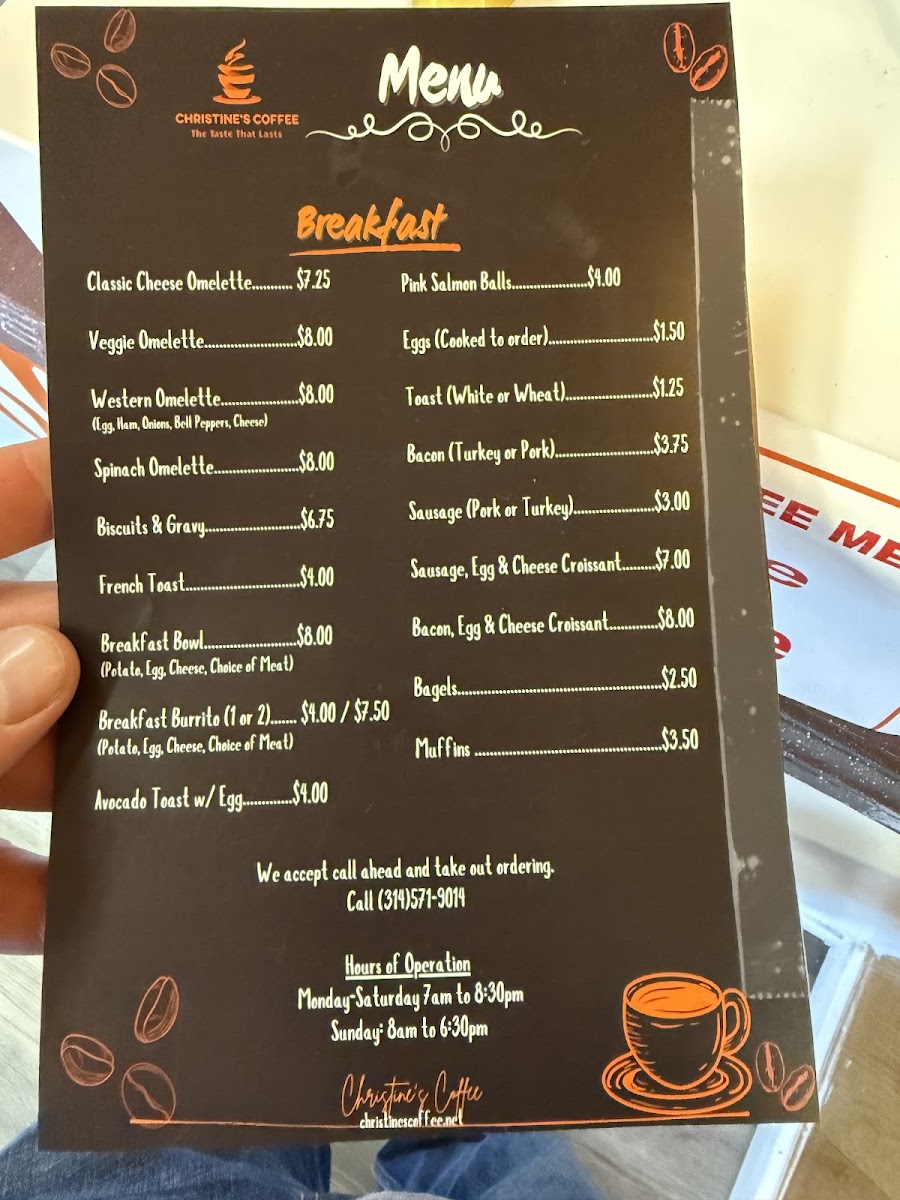 CHRISTINE'S COFFEE
The Taste That Lasts
Menu
Breakfast
Classic Cheese Omelette........... $7.25
Veggie Omelette.........................$8.00
Western Omelette.....................$8.00
(Egg, Ham, Onions, Bell Peppers, Cheese)
Spinach Omelette.......................$8.00
Biscuits & Gravy..........................$6.75
French Toast...............................$4.00
Breakfast Bowl.........................$8.00
(Potato, Egg, Cheese, Choice of Meat)
Breakfast Burrito (1 or 2)....... $4.00 / $7.50
(Potato, Egg, Cheese, Choice of Meat)
Avocado Toast w/ Egg.............$4.00
Pink Salmon Balls.....................$4.00
Eggs (Cooked to order)............................$1.50
Toast (White or Wheat).......................$1.25
Bacon (Turkey or Pork)..........................$3.75
Sausage (Pork or Turkey)......................$3.00
Sausage, Egg & Cheese Croissant.........$7.00
Bacon, Egg & Cheese Croissant.............$8.00
Bagels.......................................................$2.50
Muffins ..................................................$3.50
We accept call ahead and take out ordering.
Call (314)571-9014
Hours of Operation
Monday-Saturday 7am to 8:30pm
Sunday: 8am to 6:30pm
Christine's Coffee
christinescoffee.net